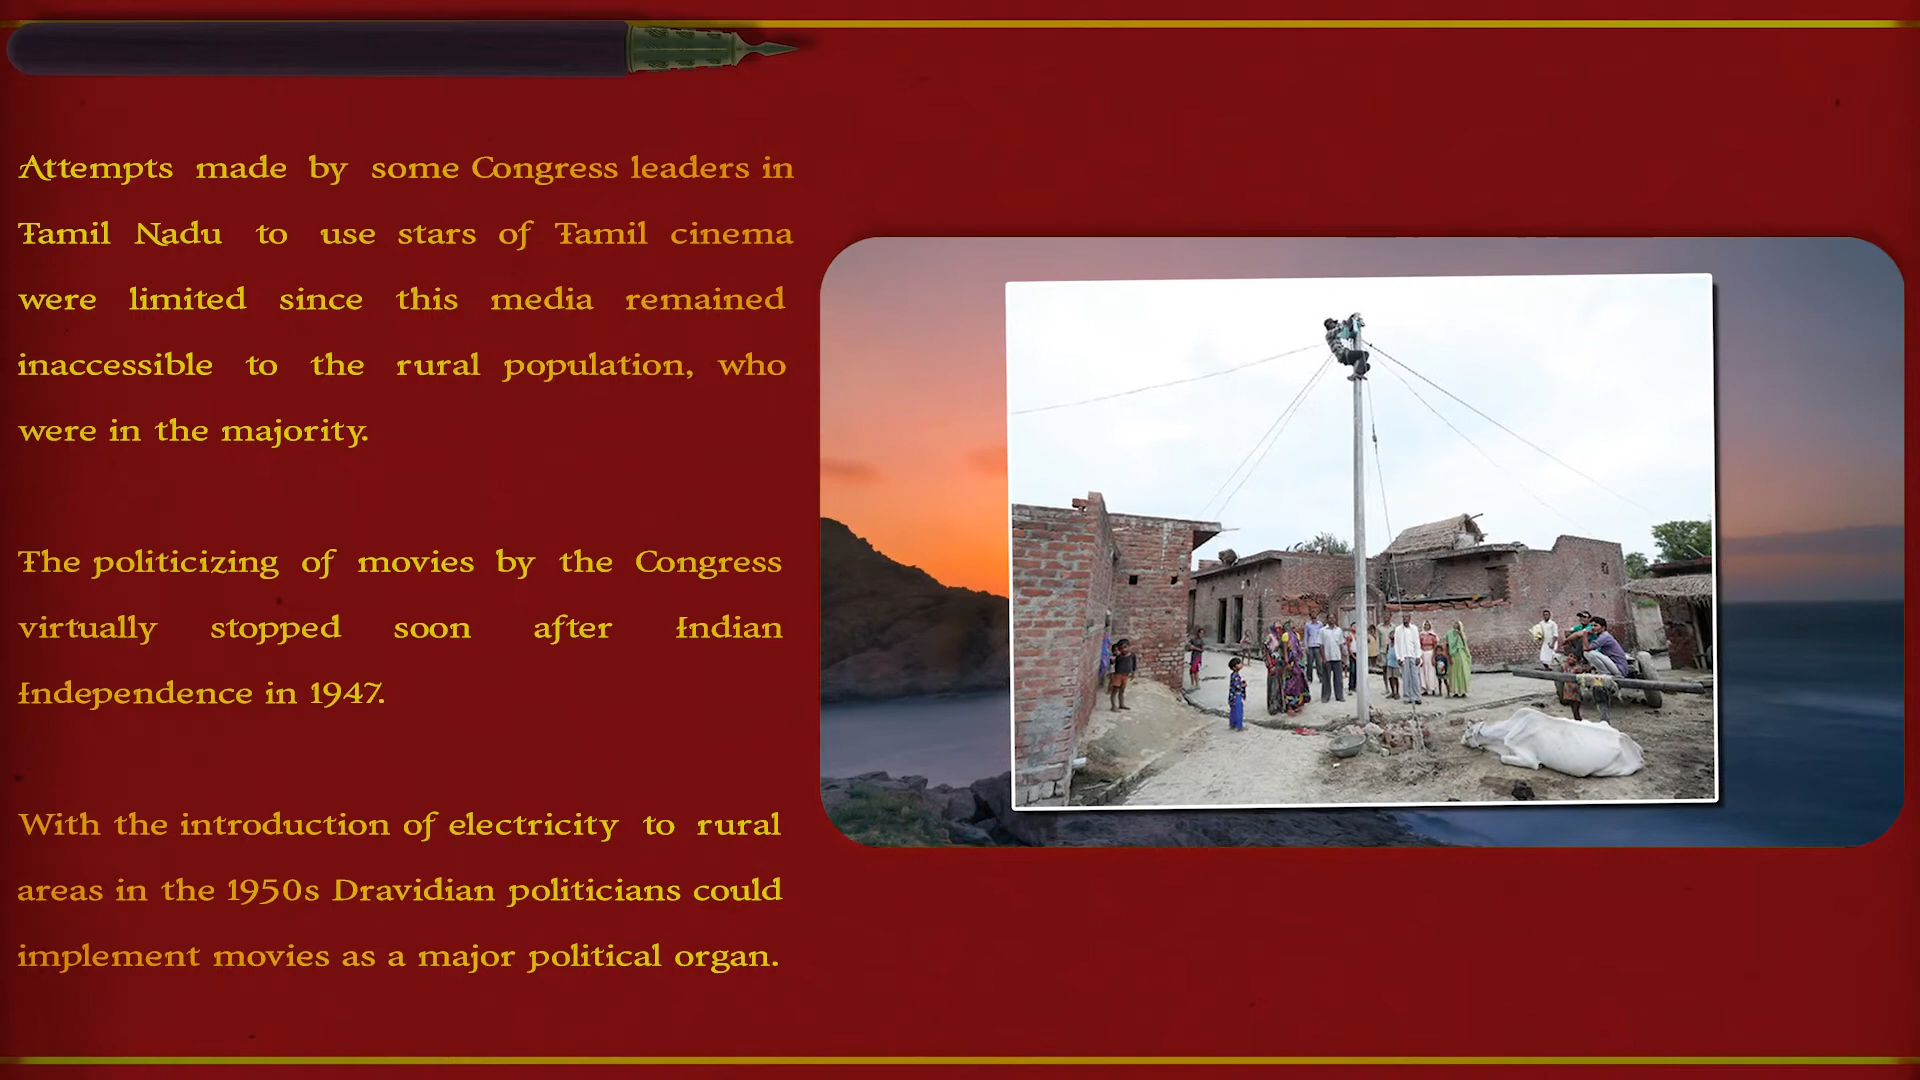 Attempts made by some Congress leaders in
Tamil Nadu to use stars of Tamil cinema
were limited since this media remained
inaccessible to the rural population, who
were in the majority.
The politicizing of movies by the Congress
virtually stopped soon after Indian
Independence in 1947.
With the introduction of electricity to rural
areas in the 1950s Dravidian politicians could
implement movies as a major political organ.